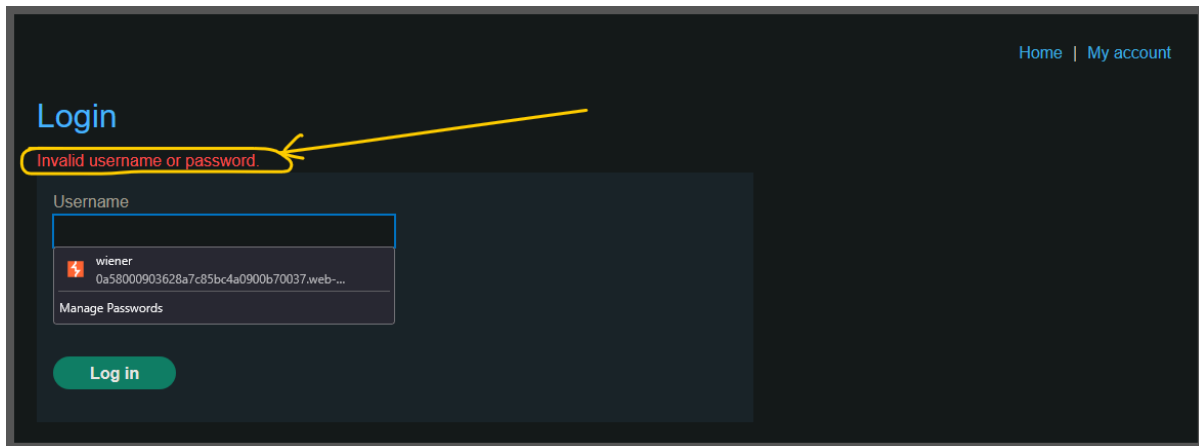 Home | My account
Login
Invalid username or password.
Username
wiener
0a58000903628a7c85bc4a0900b70037.web-...
Manage Passwords
Log in